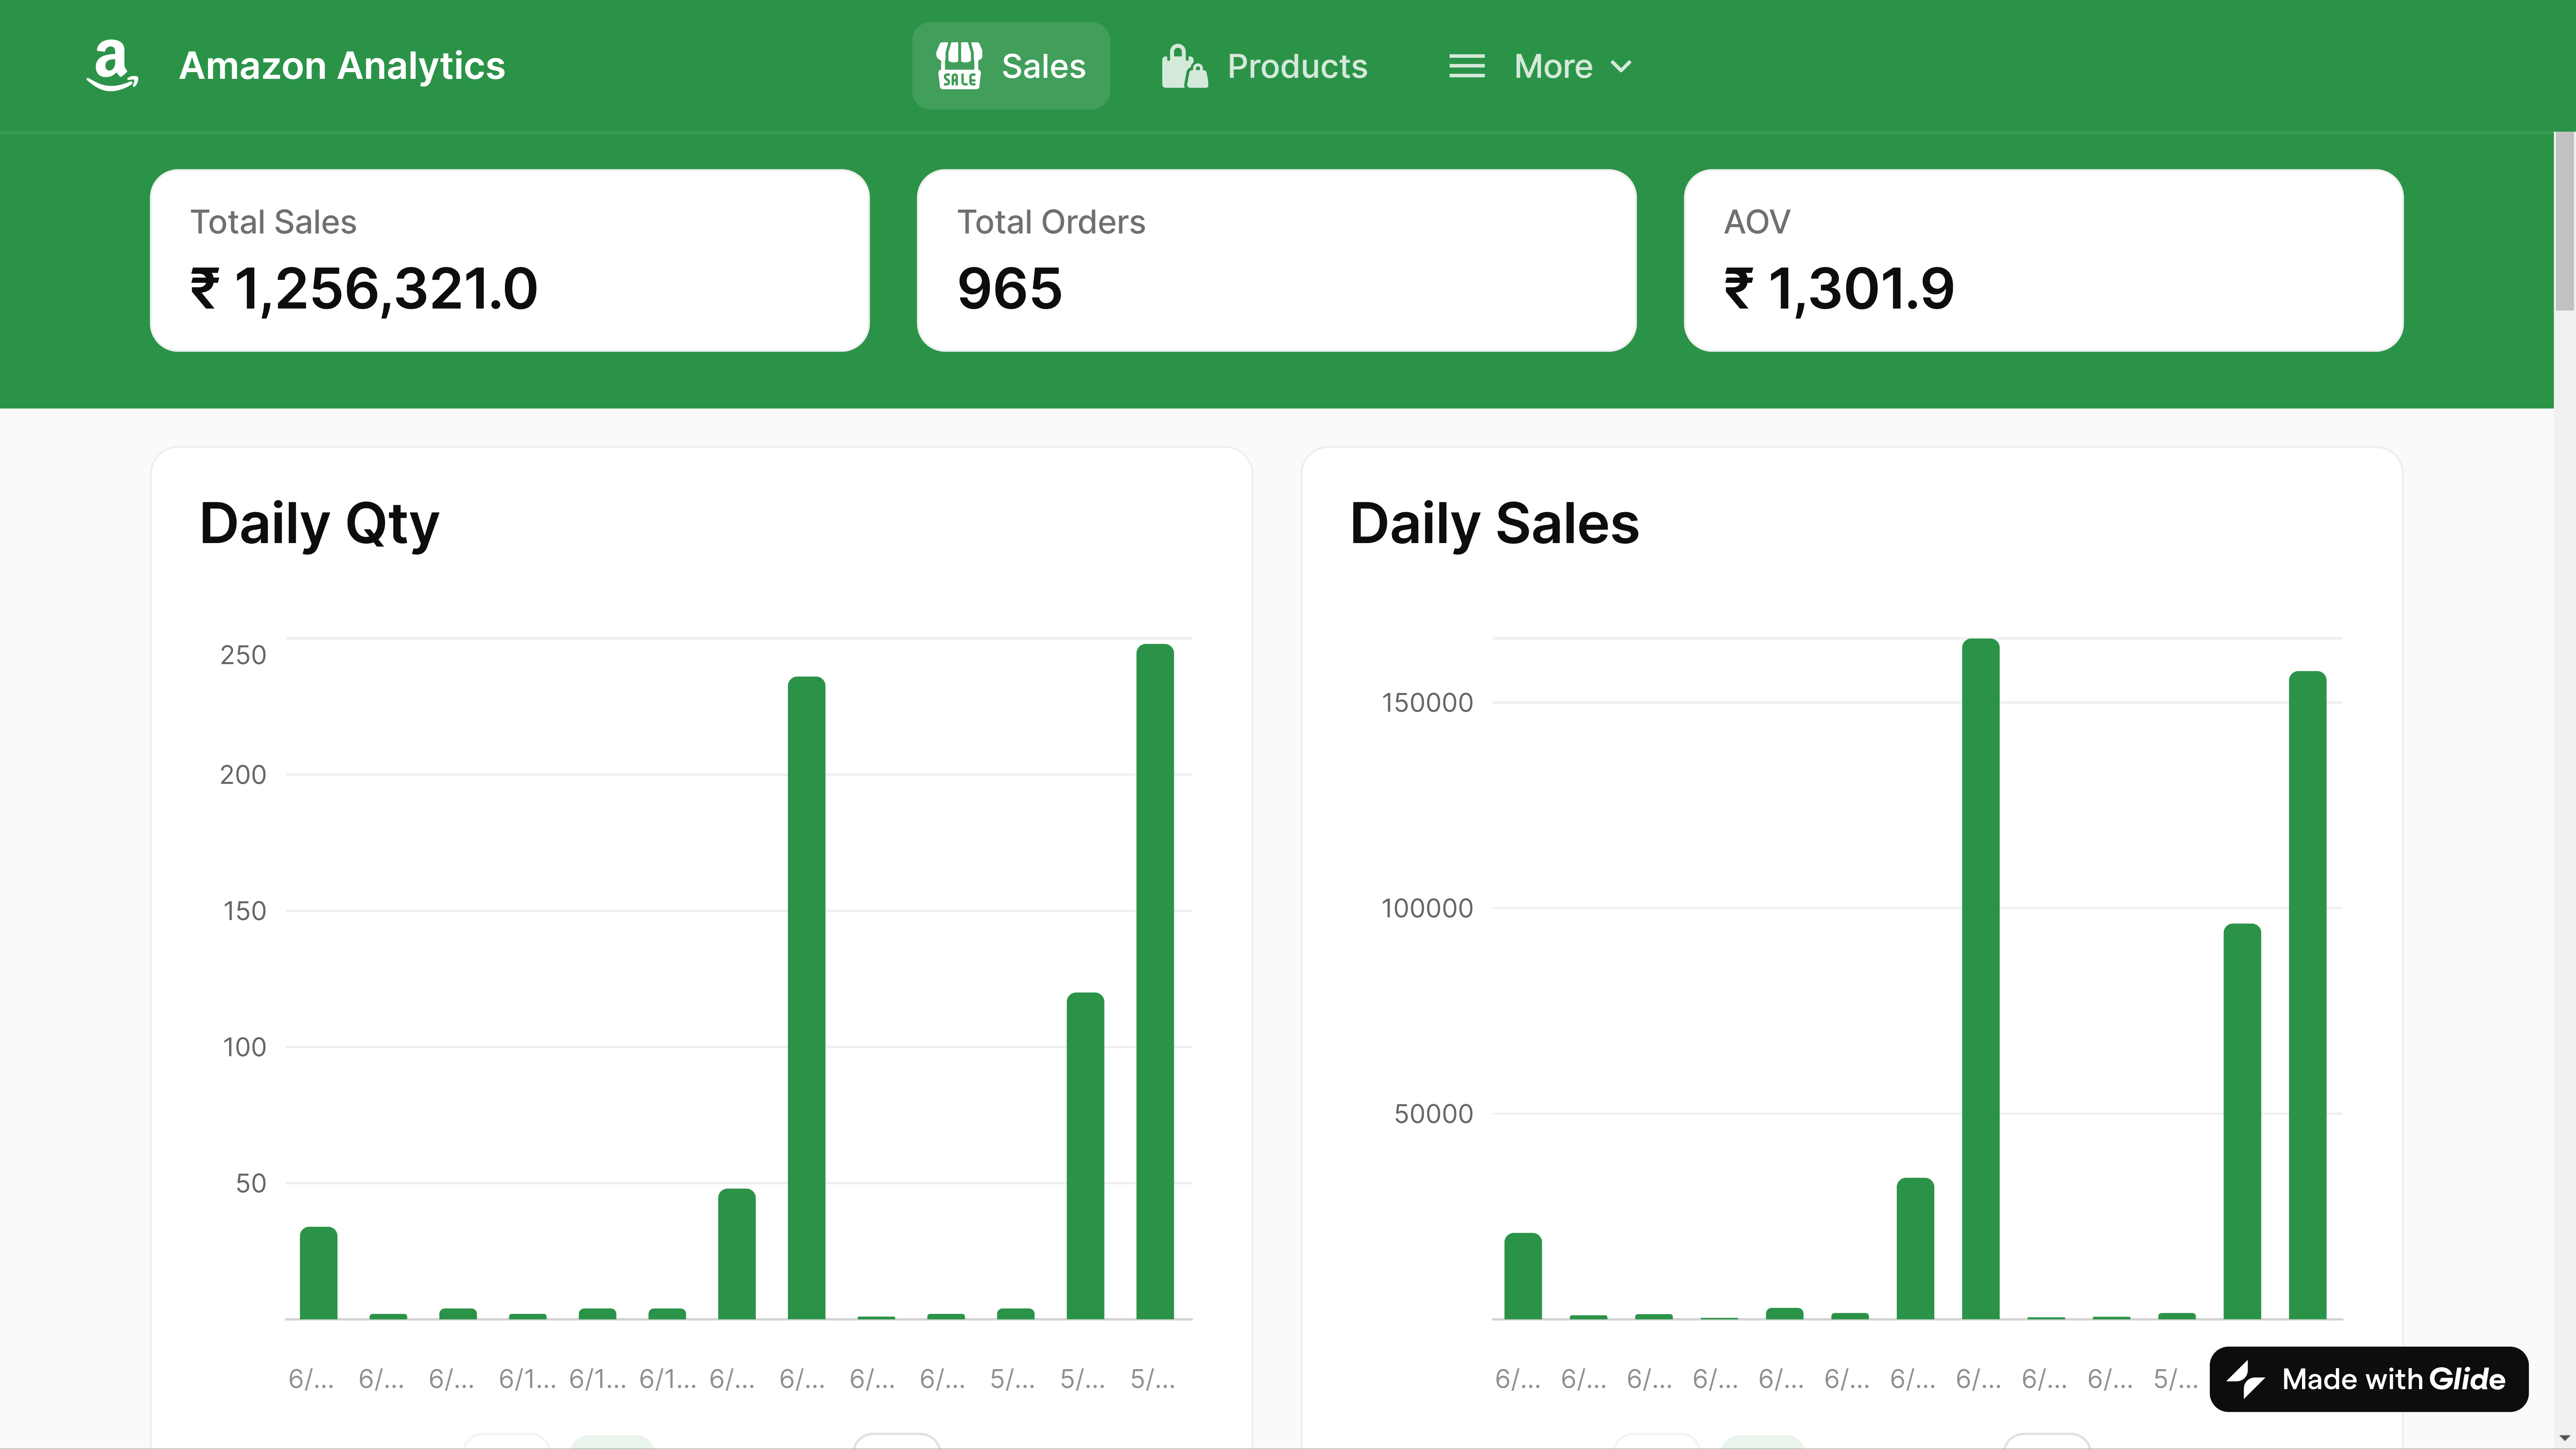 a Amazon Analytics
SALE Sales
Products
More
Total Sales
₹ 1,256,321.0
Total Orders
965
AOV
₹ 1,301.9
Daily Qty
250
200
150
100
50
6/... 6/... 6/... 6/1... 6/1... 6/1... 6/... 6/... 6/... 6/... 5/... 5/... 5/...
Daily Sales
150000
100000
50000
6/... 6/... 6/... 6/... 6/... 6/... 6/... 6/... 6/... 6/... 5/...
Made with Glide